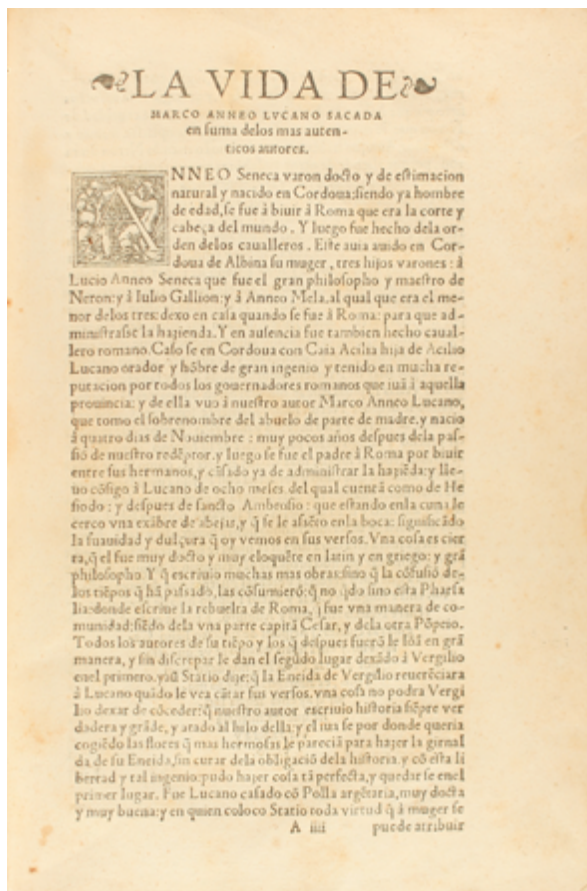 LA VIDA DE
MARCO ANNEO LVCANO SACADA
en suma delos mas auten-
ticos autores.
ANNEO Seneca varon docto y de estimacion
natural y nacido en Cordoua; siendo ya hombre
de edad, se fue à biuir à Roma que era la corte y
cabeça del mundo. Y luego fue hecho dela or-
den delos caualleros. Este auia auido en Cor-
doua de Albina su muger, tres hijos varones: à
Lucio Anneo Seneca que fue el gran philosopho y maestro de
Neron: y à Iulio Gallion: y à Anneo Mela, al qual que era el me-
nor delos tres: dexo en casa quando se fue à Roma: para que ad-
ministrasse la hazienda. Y en ausencia fue tambien hecho caual-
lero romano. Caso se en Cordoua con Caia Acilia hija de Acilio
Lucano orador y hõbre de gran ingenio y tenido en mucha re-
putacion por todos los gouernadores romanos que iuã à aquella
prouincia: y de ella vuo à nuestro autor Marco Anneo Lucano,
que tomo el sobrenombre del abuelo de parte de madre. y nacio
à quatro dias de Nouiembre: muy pocos años despues dela pas-
sió de nuestro redẽptor. y luego se fue el padre à Roma por biuir
entre sus hermanos, y cãsado ya de administrar la haziẽda: y lle-
uo cõsigo à Lucano de ocho meses. del qual cuentã como de He
siodo: y despues de sancto Ambrosio: que estando enla cuna le
cerco vna exãbre de abejas, y q̃ se le asiẽro enla boca: significãdo
la suauidad y dulçura q̃ oy vemos en sus versos. Vna cosa es cier
ta, q̃ el fue muy docto y muy eloquẽte en latin y en griego: y grã
philosopho. Y q̃ escriuio muchas mas obras: sino q̃ la cõfusiõ de-
los tiẽpos q̃ hã passado, las cõsumierõ: q̃ no q̃do sino esta Pharsa
lia: donde escriue la rebuelta de Roma, q̃ fue vna manera de co-
munidad: siẽdo dela vna parte capitã Cesar, y dela otra Põpeio.
Todos los autores de su tiẽpo y los q̃ despues fuerõ le lõã en grã
manera, y sin discrepar le dan el segũdo lugar dexãdo à Vergilio
enel primero. y aũ Statio dize: q̃ la Eneida de Vergilio reuerẽciara
à Lucano quãdo le vea cãtar sus versos. vna cosa no podra Vergi
lio dexar de cõceder: q̃ nuestro autor escriuio historia siẽpre ver
dadera y grãde, y atado al hilo della: y el iua se por donde queria
cogiẽdo las flores q̃ mas hermosas le pareciã para hazer la girnal
da de su Eneida, sin curar dela obligaciõ dela historia. y cõ esta li
bertad y tal ingenio: pudo hazer cosa tã perfecta, y quedar se enel
primer lugar. Fue Lucano casado cõ Polla argẽtaria, muy docta
y muy buena: y en quien coloco Statio toda virtud q̃ à muger se
A iiii puede atribuir